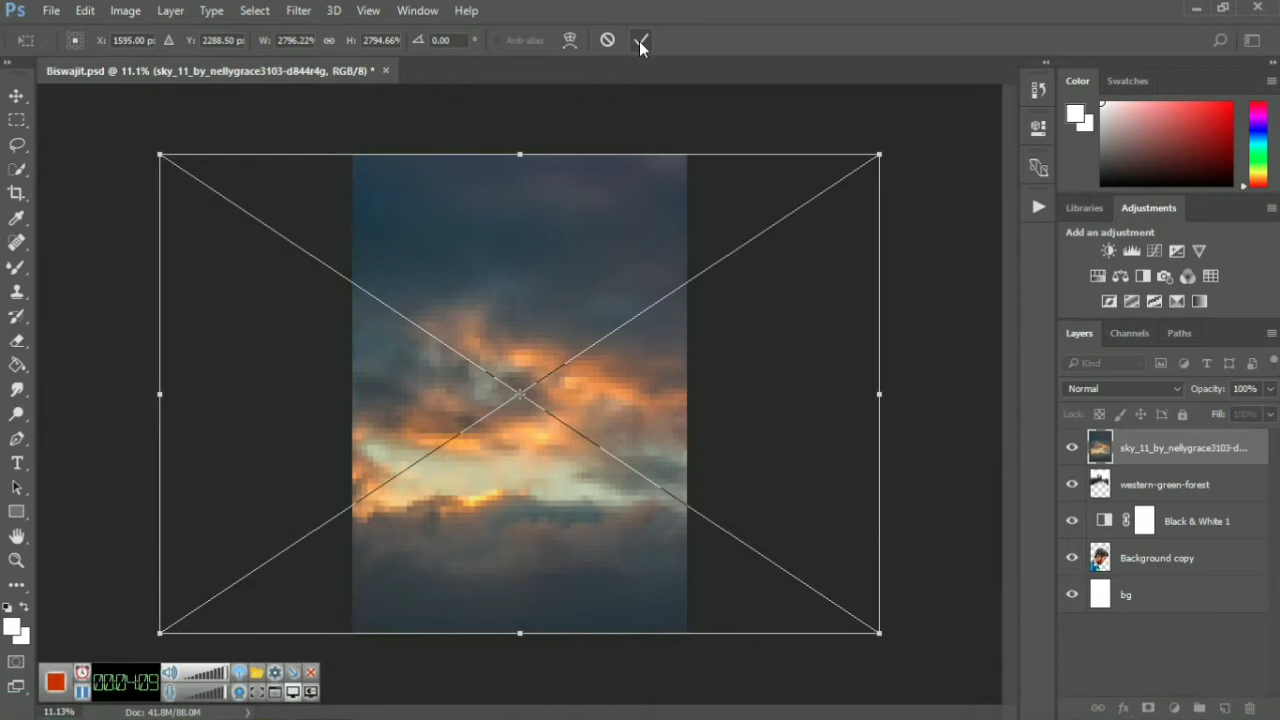 Ps File Edit Image Layer Type Select Filter 3D View Window Help
X: 1595.00 p: Y: 2288.50 p: W: 2796.22% H: 2794.66% 0.00 ° Anti-alias
Biswajit.psd @ 11.1% (sky_11_by_nellygrace3103-d844r4g, RGB/8) * ×
Color Swatches
Libraries Adjustments
Add an adjustment
Layers Channels Paths
Kind
Normal Opacity: 100%
Lock: Fill: 100%
sky_11_by_nellygrace3103-d...
western-green-forest
Black & White 1
Background copy
bg
00:04:09
11.13% Doc: 41.8M/88.0M